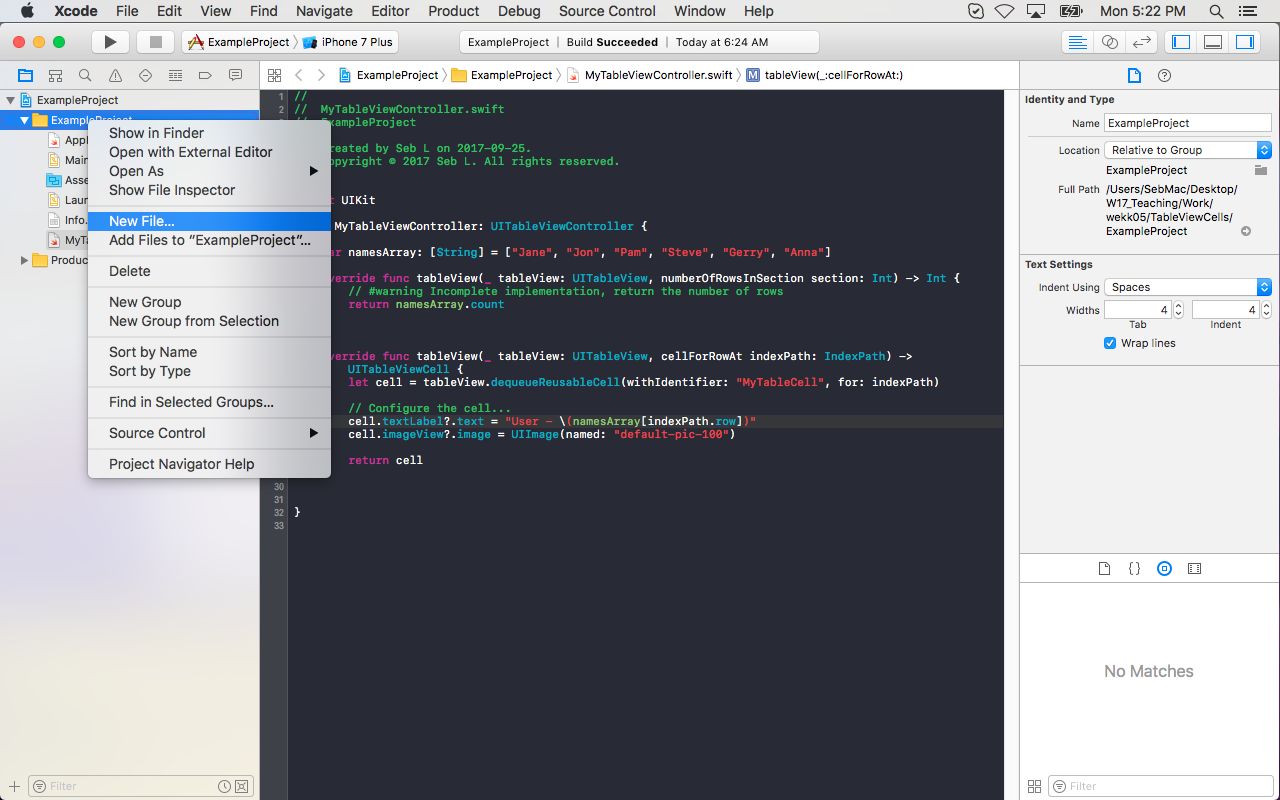 Xcode File Edit View Find Navigate Editor Product Debug Source Control Window Help Mon 5:22 PM
ExampleProject iPhone 7 Plus ExampleProject | Build Succeeded | Today at 6:24 AM
ExampleProject ExampleProject MyTableViewController.swift M tableView(_:cellForRowAt:)
ExampleProject
ExampleProject
Appl
Main
Asse
Laun
Info.
MyTa
Produc
Filter
Show in Finder
Open with External Editor
Open As
Show File Inspector
New File...
Add Files to “ExampleProject”...
Delete
New Group
New Group from Selection
Sort by Name
Sort by Type
Find in Selected Groups...
Source Control
Project Navigator Help
1 //
2 // MyTableViewController.swift
ExampleProject
reated by Seb L on 2017-09-25.
opyright © 2017 Seb L. All rights reserved.
t UIKit
MyTableViewController: UITableViewController {
r namesArray: [String] = ["Jane", "Jon", "Pam", "Steve", "Gerry", "Anna"]
verride func tableView(_ tableView: UITableView, numberOfRowsInSection section: Int) -> Int {
// #warning Incomplete implementation, return the number of rows
return namesArray.count
verride func tableView(_ tableView: UITableView, cellForRowAt indexPath: IndexPath) ->
UITableViewCell {
let cell = tableView.dequeueReusableCell(withIdentifier: "MyTableCell", for: indexPath)
// Configure the cell...
cell.textLabel?.text = "User - \(namesArray[indexPath.row])"
cell.imageView?.image = UIImage(named: "default-pic-100")
return cell
30
31
32 }
33
Identity and Type
Name ExampleProject
Location Relative to Group
ExampleProject
Full Path /Users/SebMac/Desktop/
W17_Teaching/Work/
wekk05/TableViewCells/
ExampleProject
Text Settings
Indent Using Spaces
Widths 4 4
Tab Indent
Wrap lines
{}
No Matches
Filter